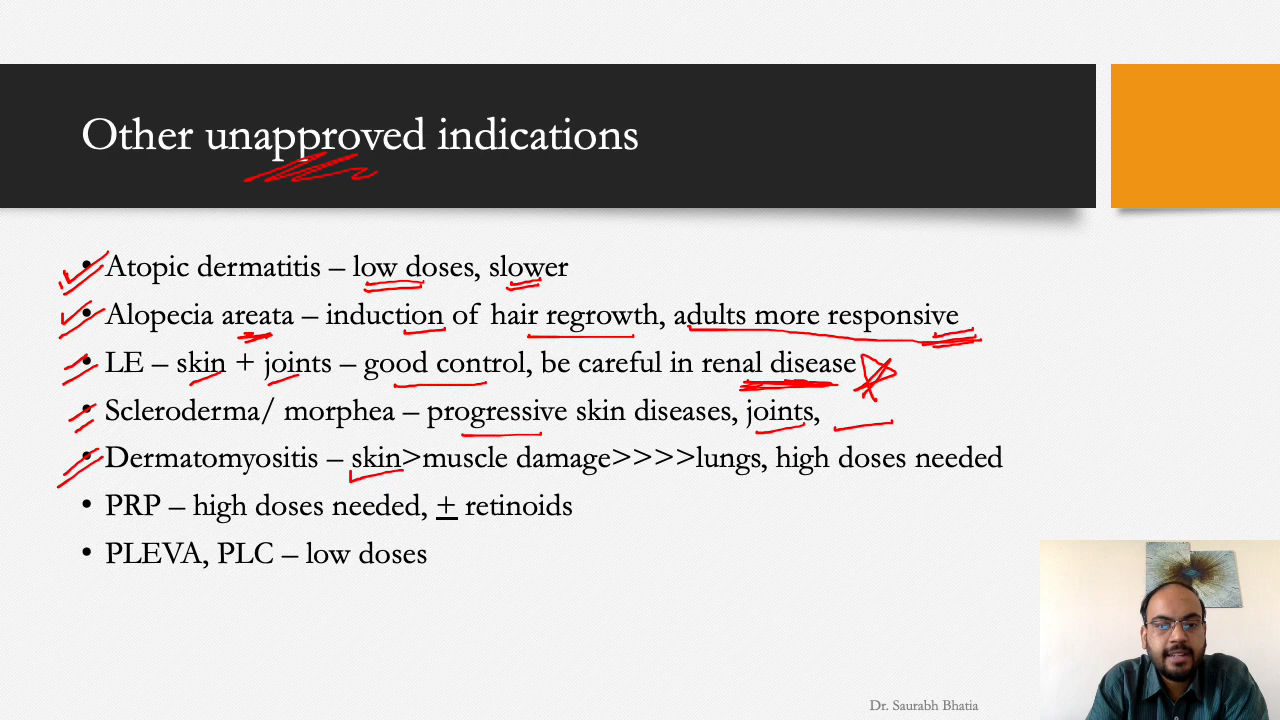 Other unapproved indications
• Atopic dermatitis – low doses, slower
• Alopecia areata – induction of hair regrowth, adults more responsive
• LE – skin + joints – good control, be careful in renal disease
• Scleroderma/ morphea – progressive skin diseases, joints,
• Dermatomyositis – skin>muscle damage>>>>lungs, high doses needed
• PRP – high doses needed, + retinoids
• PLEVA, PLC – low doses
Dr. Saurabh Bhatia